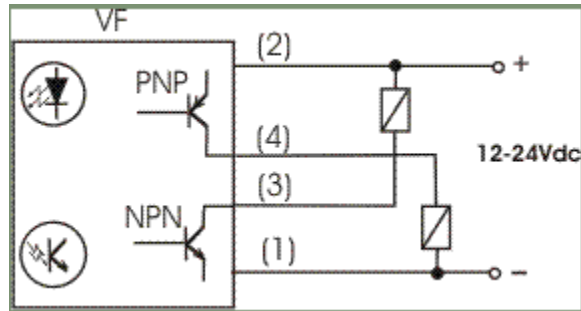 VF
(2)
+
PNP
(4)
12-24Vdc
(3)
NPN
(1)
−